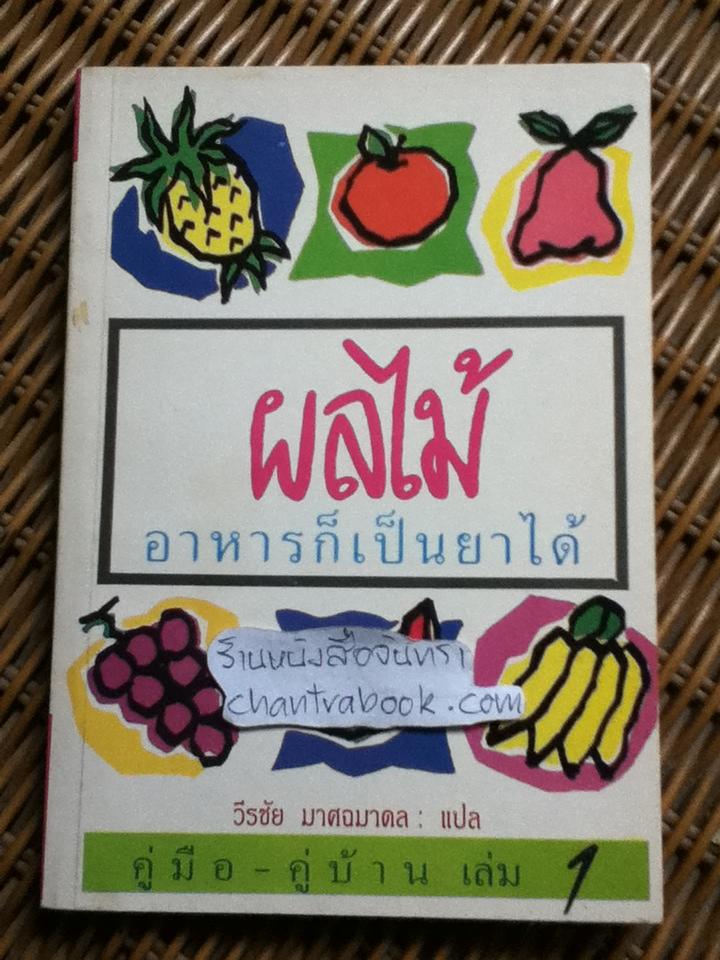 ผลไม้
อาหารก็เป็นยาได้
ร้านหนังสือจันทรา
chantrabook.com
วีรชัย มาศฉมาดล : แปล
คู่มือ - คู่บ้าน เล่ม 1